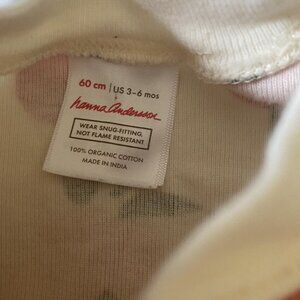 60 cm | US 3-6 mos
hanna andersson
WEAR SNUG-FITTING,
NOT FLAME RESISTANT
100% ORGANIC COTTON
MADE IN INDIA